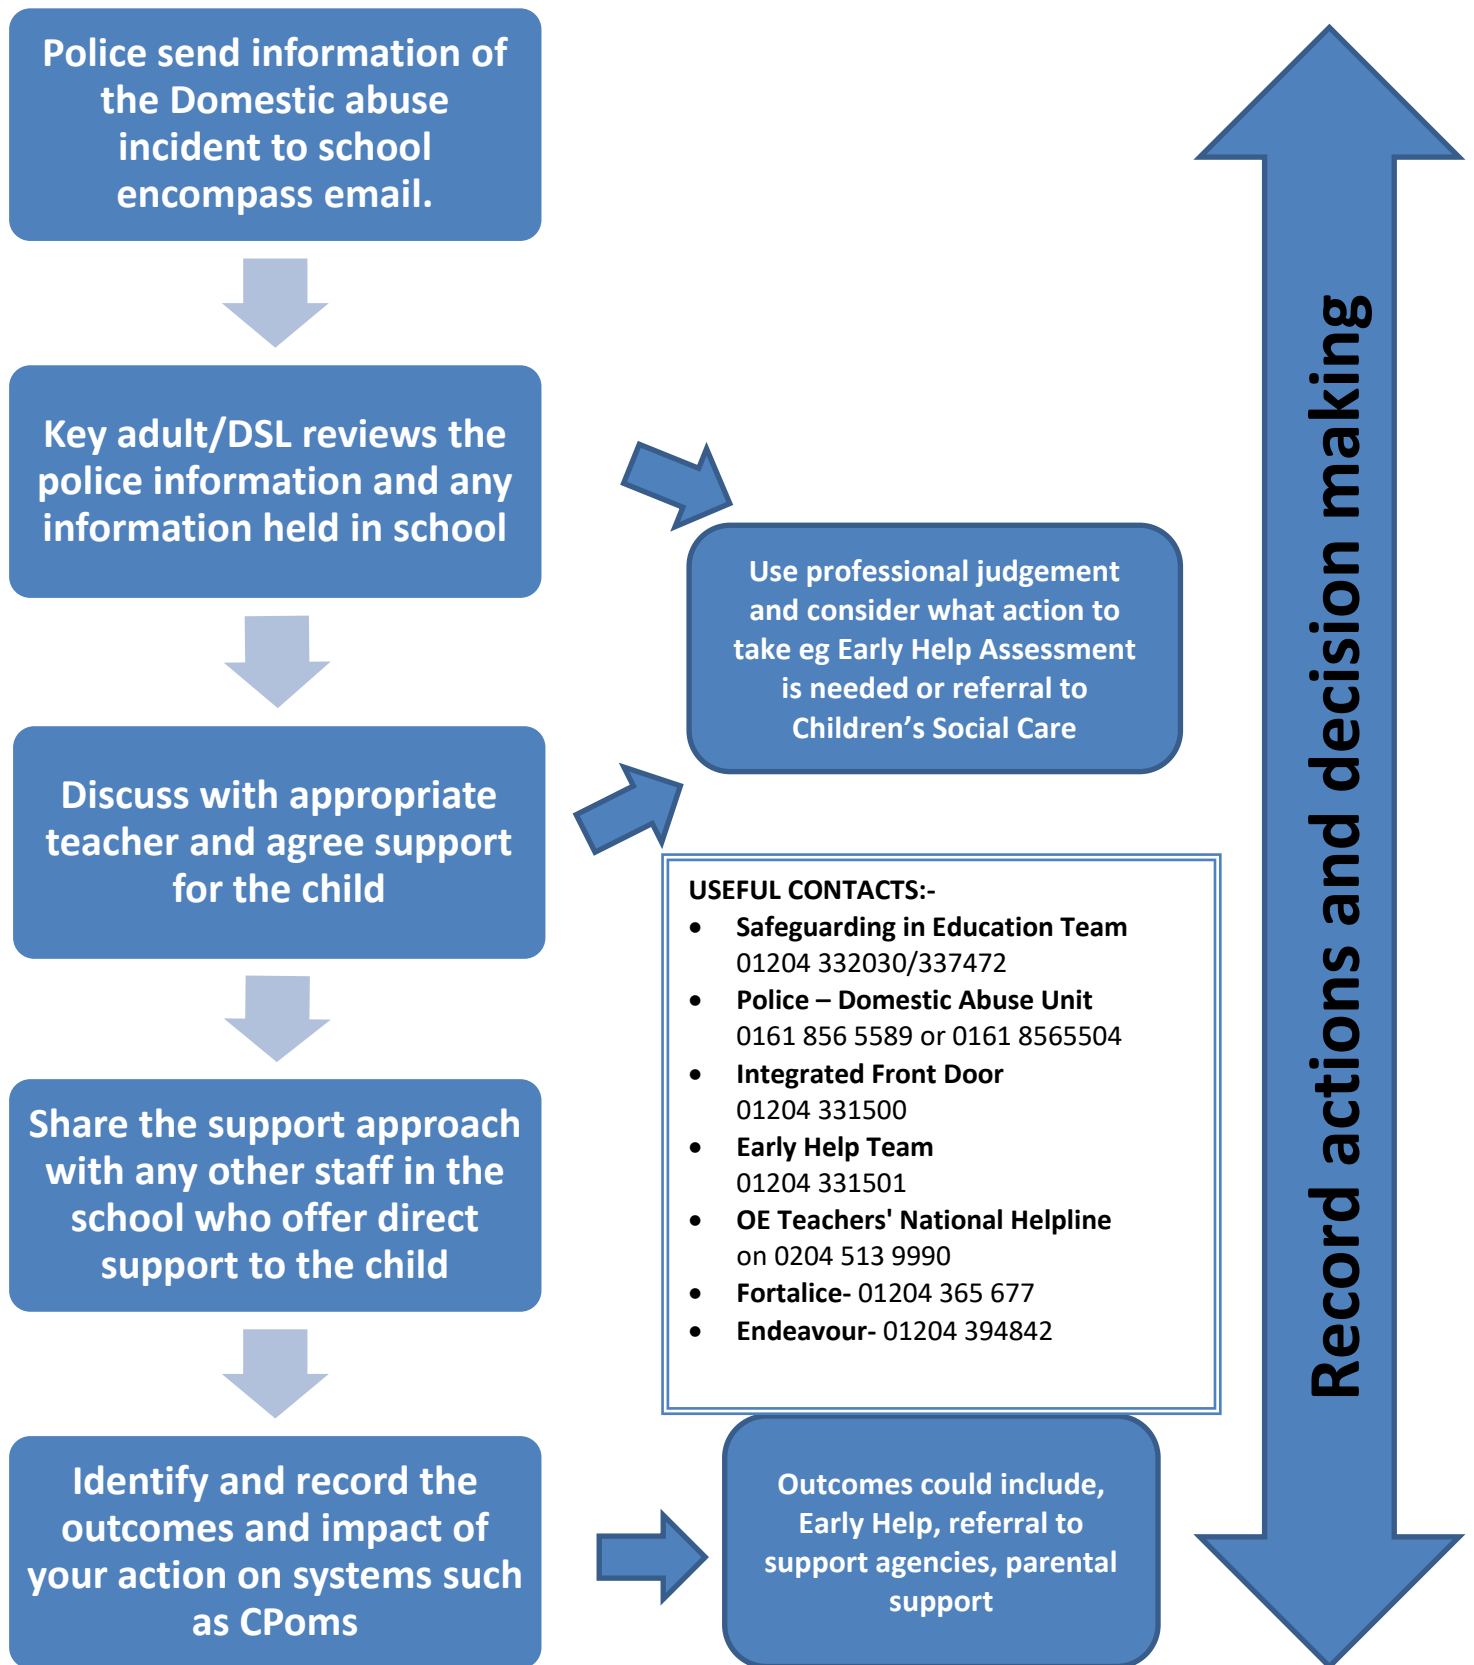 Police send information of
the Domestic abuse
incident to school
encompass email.
Key adult/DSL reviews the
police information and any
information held in school
Use professional judgement
and consider what action to
take eg Early Help Assessment
is needed or referral to
Children’s Social Care
Discuss with appropriate
teacher and agree support
for the child
USEFUL CONTACTS:-
• Safeguarding in Education Team
01204 332030/337472
• Police – Domestic Abuse Unit
0161 856 5589 or 0161 8565504
• Integrated Front Door
01204 331500
• Early Help Team
01204 331501
• OE Teachers' National Helpline
on 0204 513 9990
• Fortalice- 01204 365 677
• Endeavour- 01204 394842
Share the support approach
with any other staff in the
school who offer direct
support to the child
Identify and record the
outcomes and impact of
your action on systems such
as CPoms
Outcomes could include,
Early Help, referral to
support agencies, parental
support
Record actions and decision making